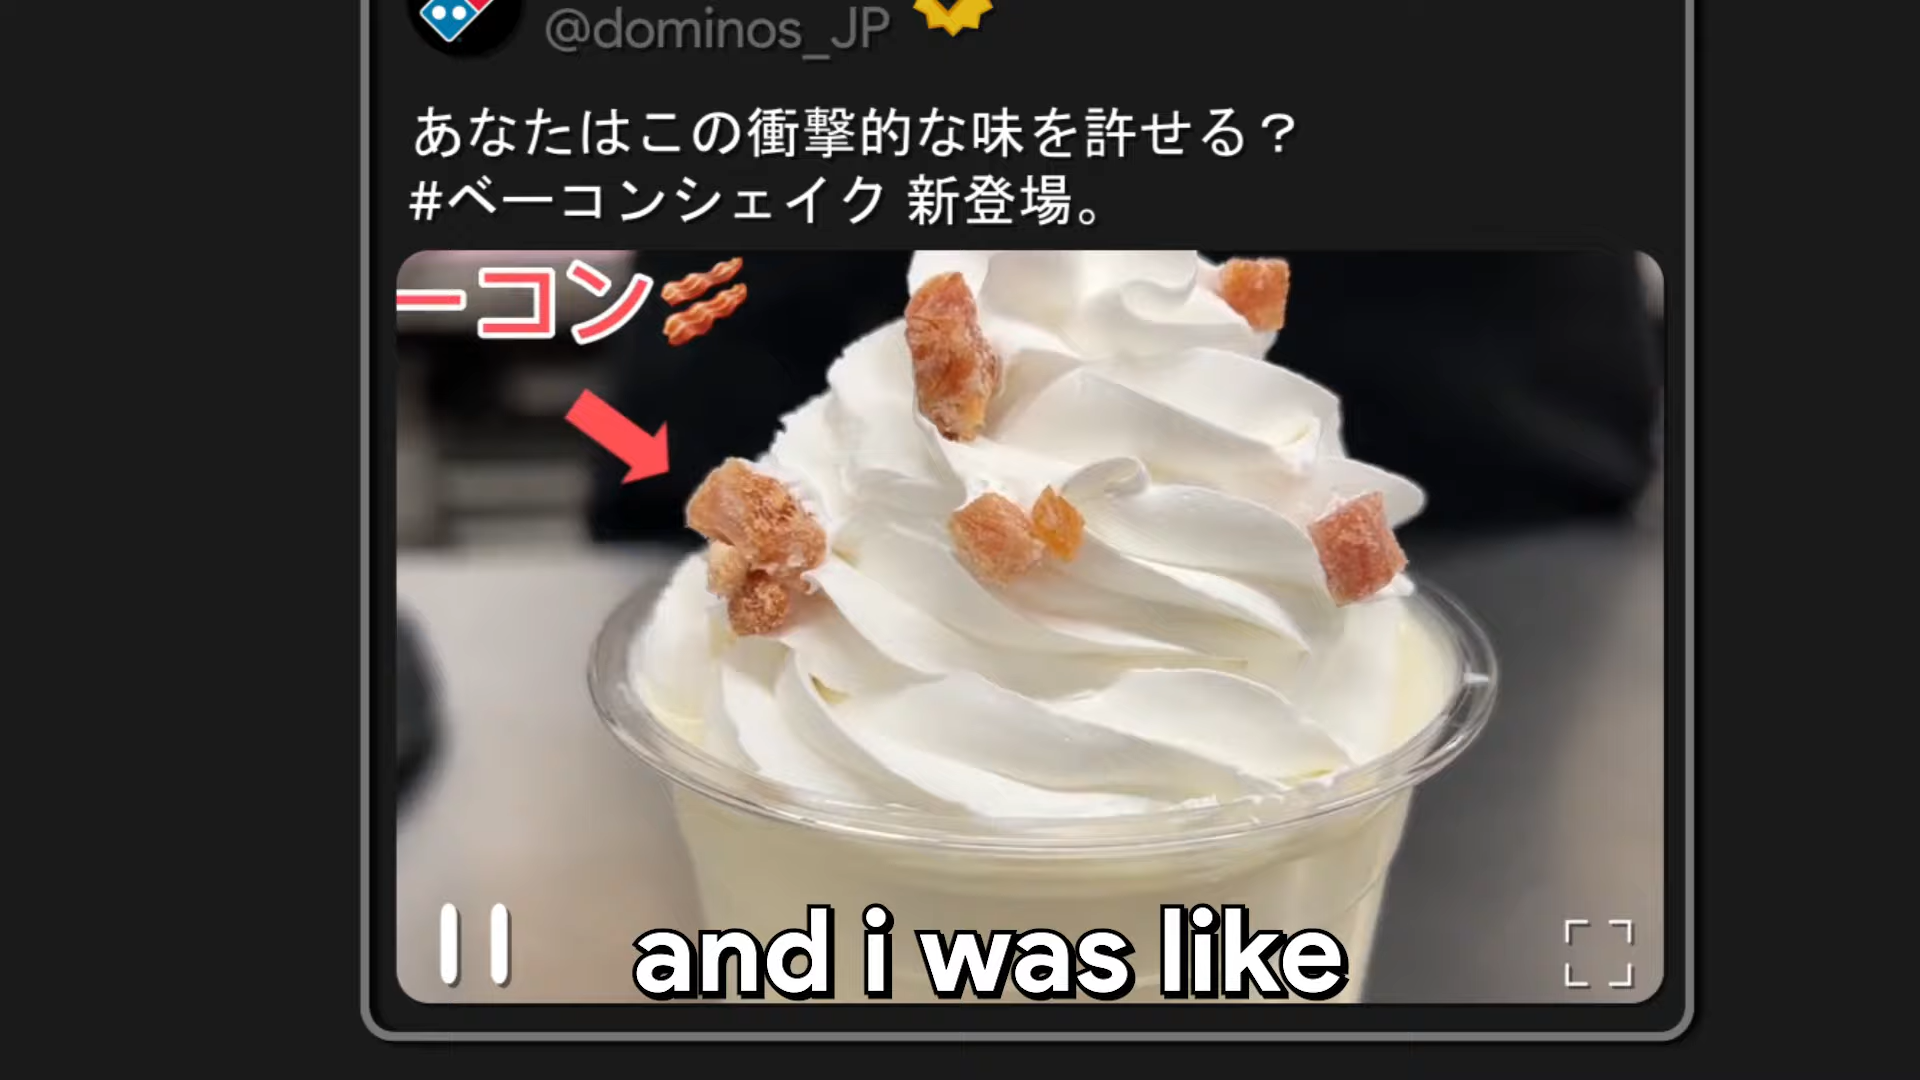 @dominos_JP
あなたはこの衝撃的な味を許せる？
#ベーコンシェイク 新登場。
ーコン🥓
and i was like